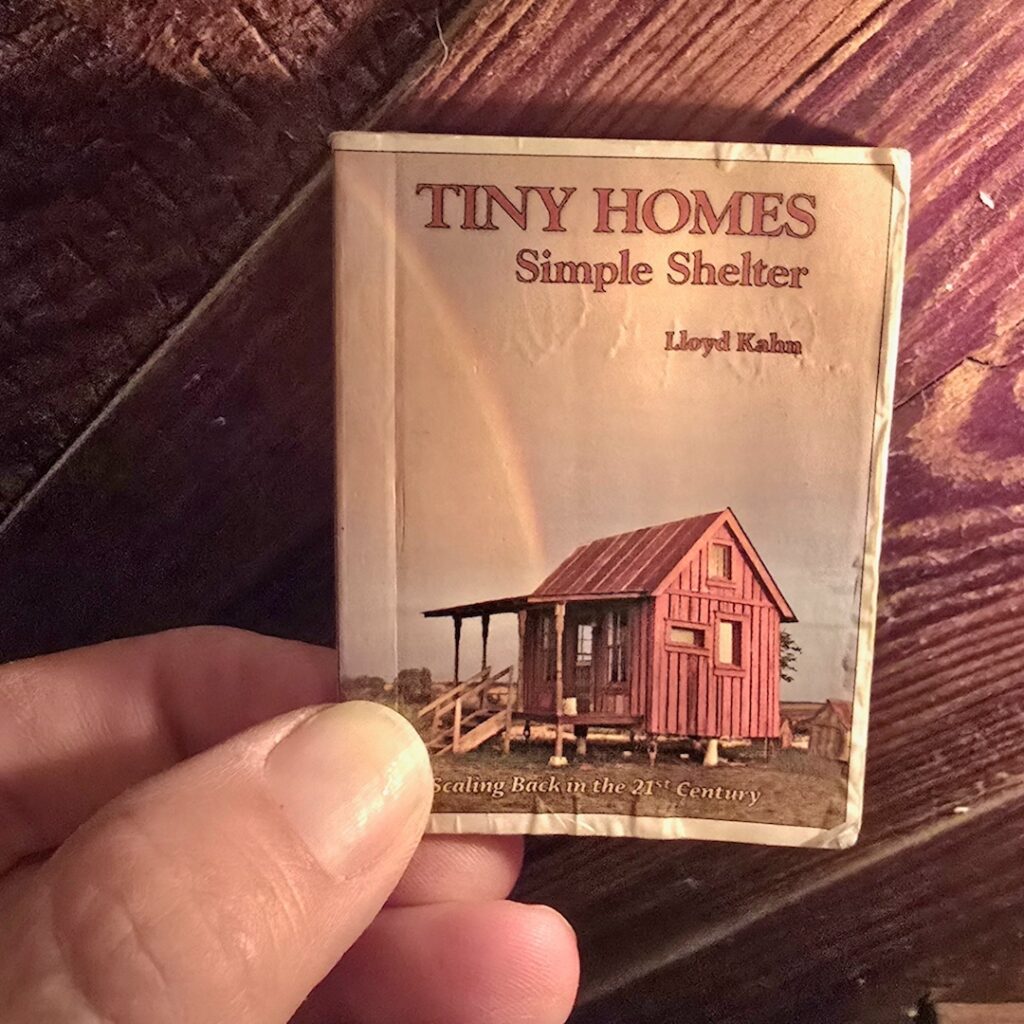 TINY HOMES
Simple Shelter
Lloyd Kahn
Scaling Back in the 21st Century